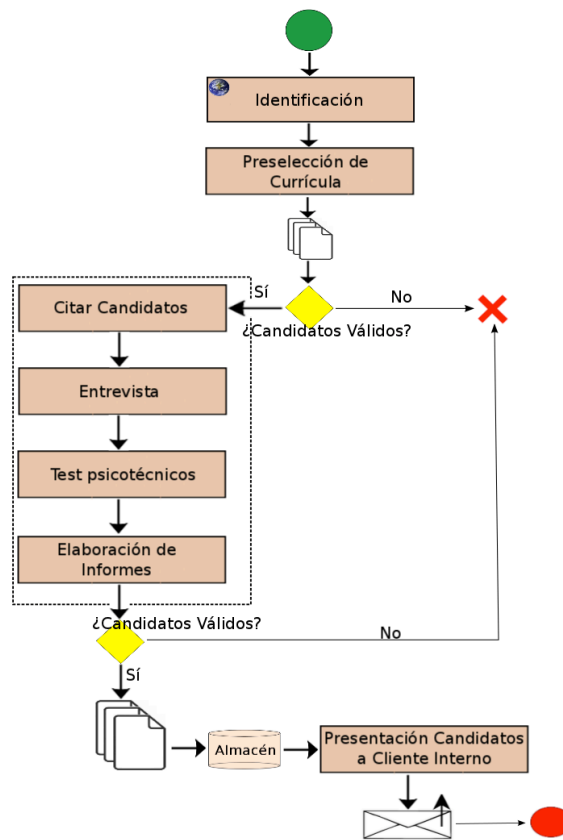 Identificación
Preselección de
Currícula
Sí
No
¿Candidatos Válidos?
Citar Candidatos
Entrevista
Test psicotécnicos
Elaboración de
Informes
¿Candidatos Válidos?
No
Sí
Almacén
Presentación Candidatos
a Cliente Interno